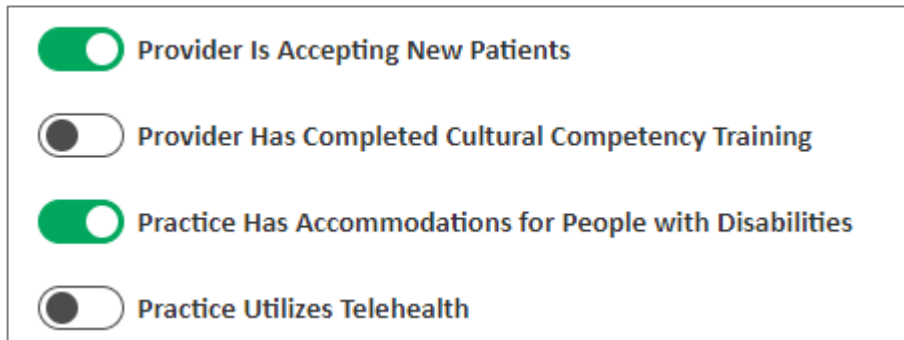 Provider Is Accepting New Patients
Provider Has Completed Cultural Competency Training
Practice Has Accommodations for People with Disabilities
Practice Utilizes Telehealth